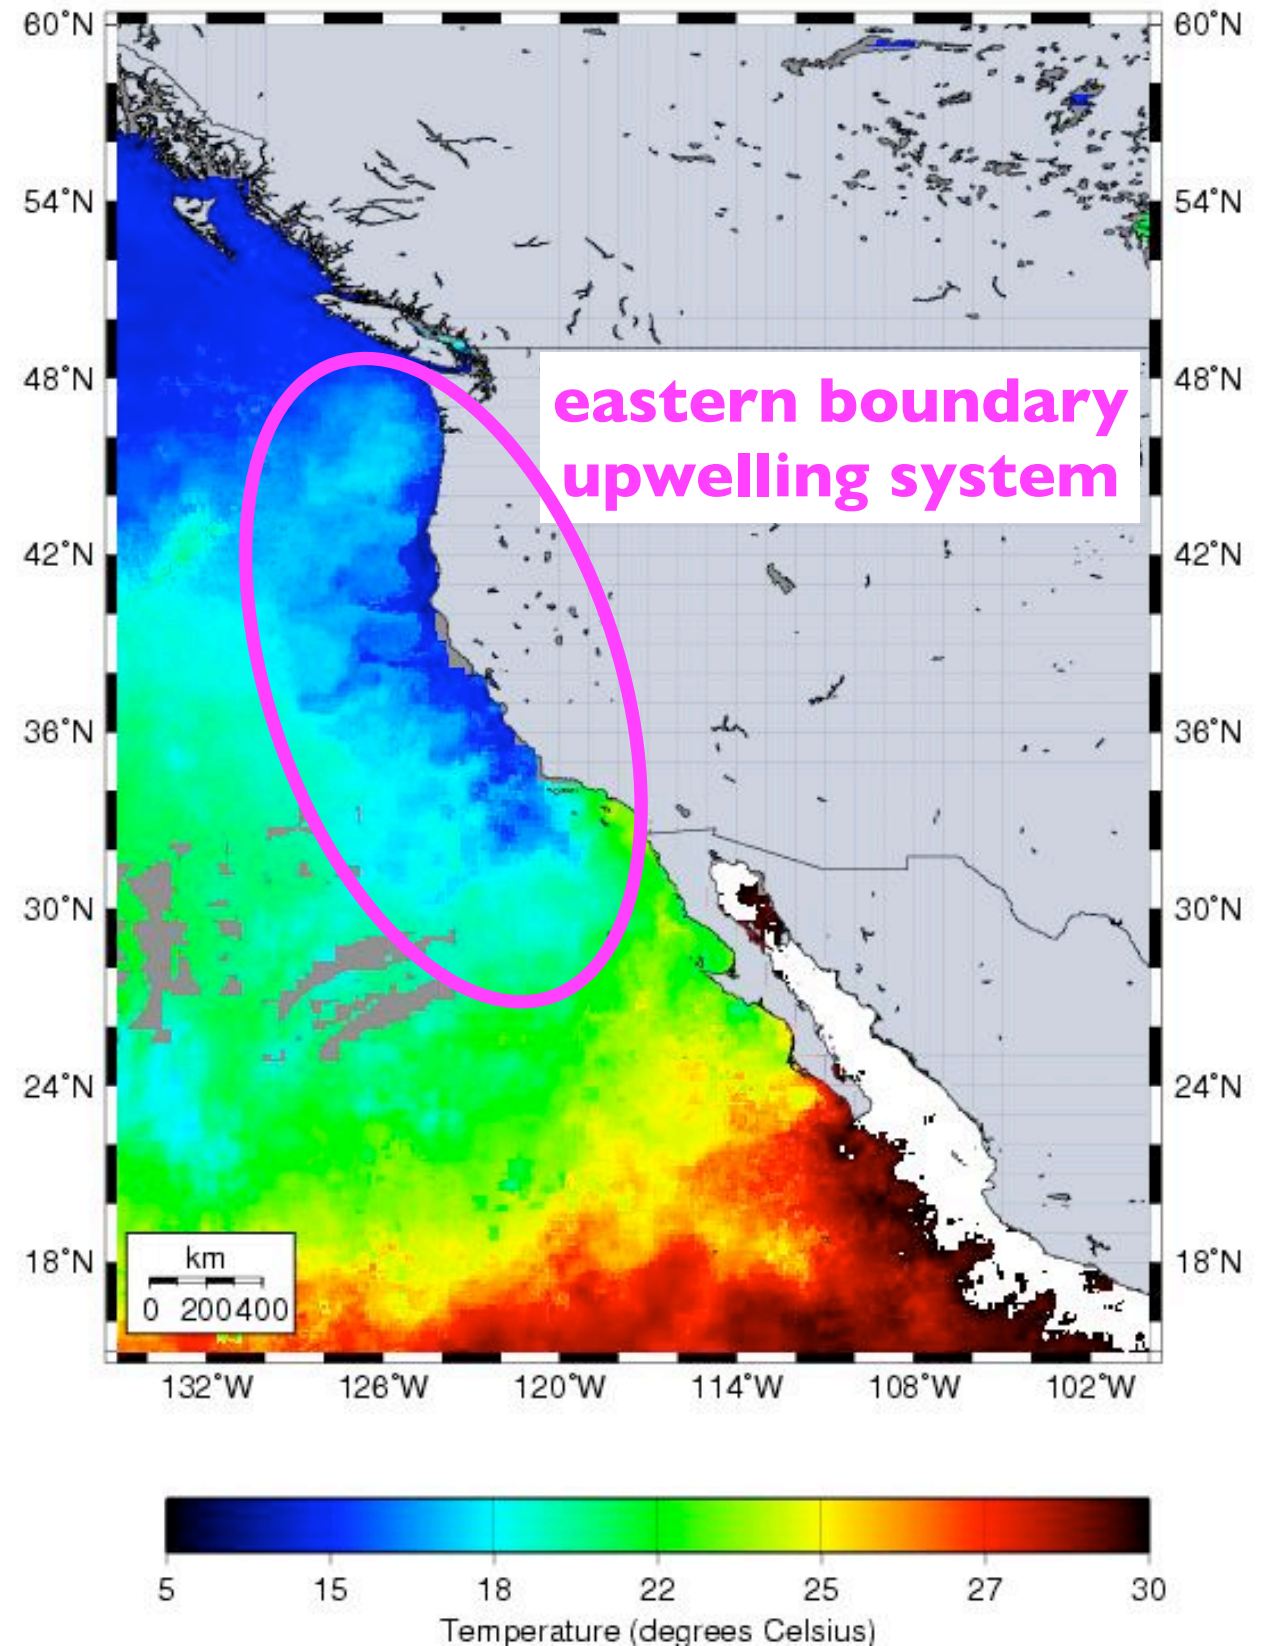 60°N 60°N
54°N 54°N
48°N 48°N
eastern boundary
upwelling system
42°N 42°N
36°N 36°N
30°N 30°N
24°N 24°N
18°N 18°N
km
0 200 400
132°W 126°W 120°W 114°W 108°W 102°W
5 15 18 22 25 27 30
Temperature (degrees Celsius)